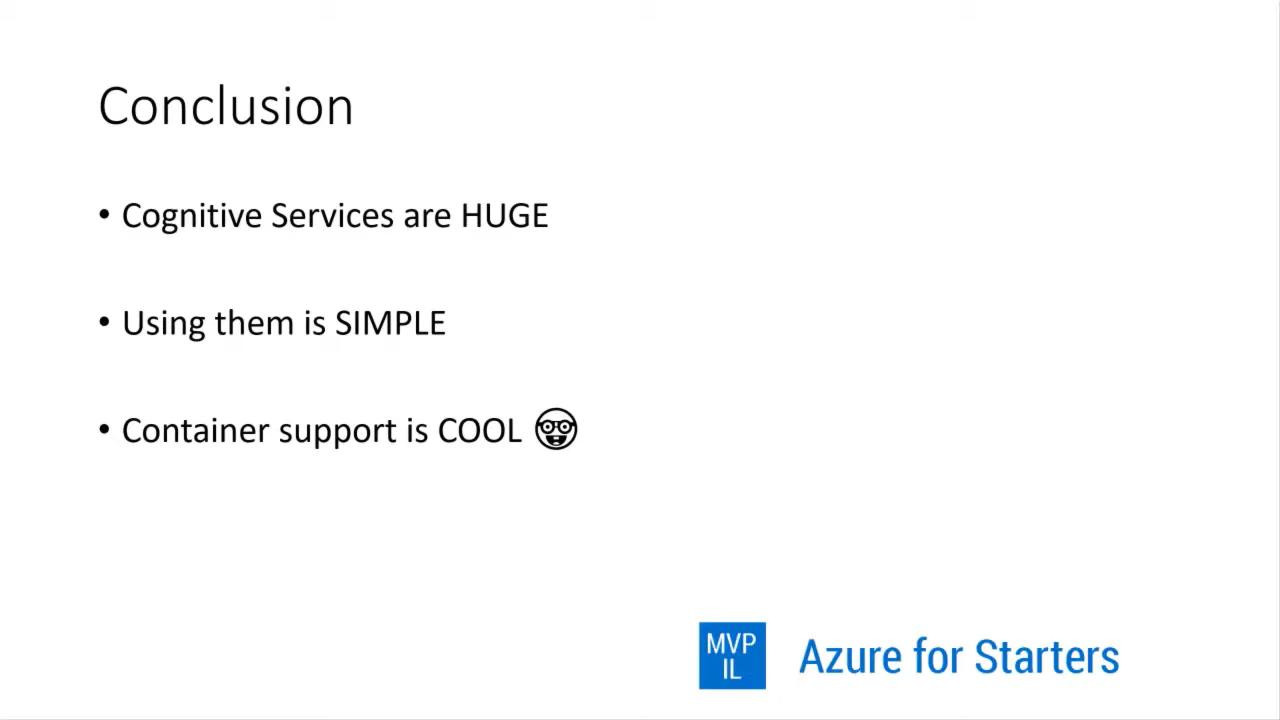 Conclusion
• Cognitive Services are HUGE
• Using them is SIMPLE
• Container support is COOL 🤓
MVP
IL
Azure for Starters